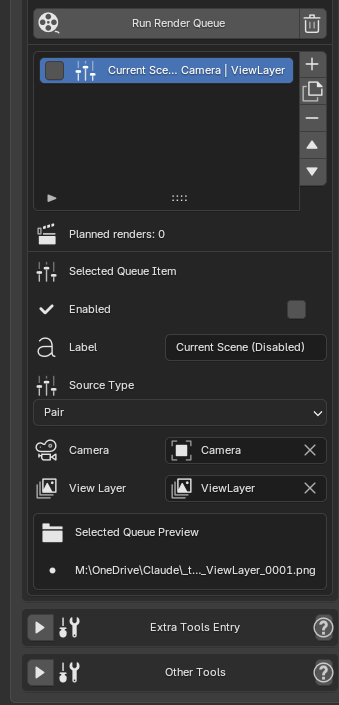 Run Render Queue
Current Sce... Camera | ViewLayer
Planned renders: 0
Selected Queue Item
Enabled
Label
Current Scene (Disabled)
Source Type
Pair
Camera
Camera
View Layer
ViewLayer
Selected Queue Preview
M:\OneDrive\Claude\_t..._ViewLayer_0001.png
Extra Tools Entry
Other Tools